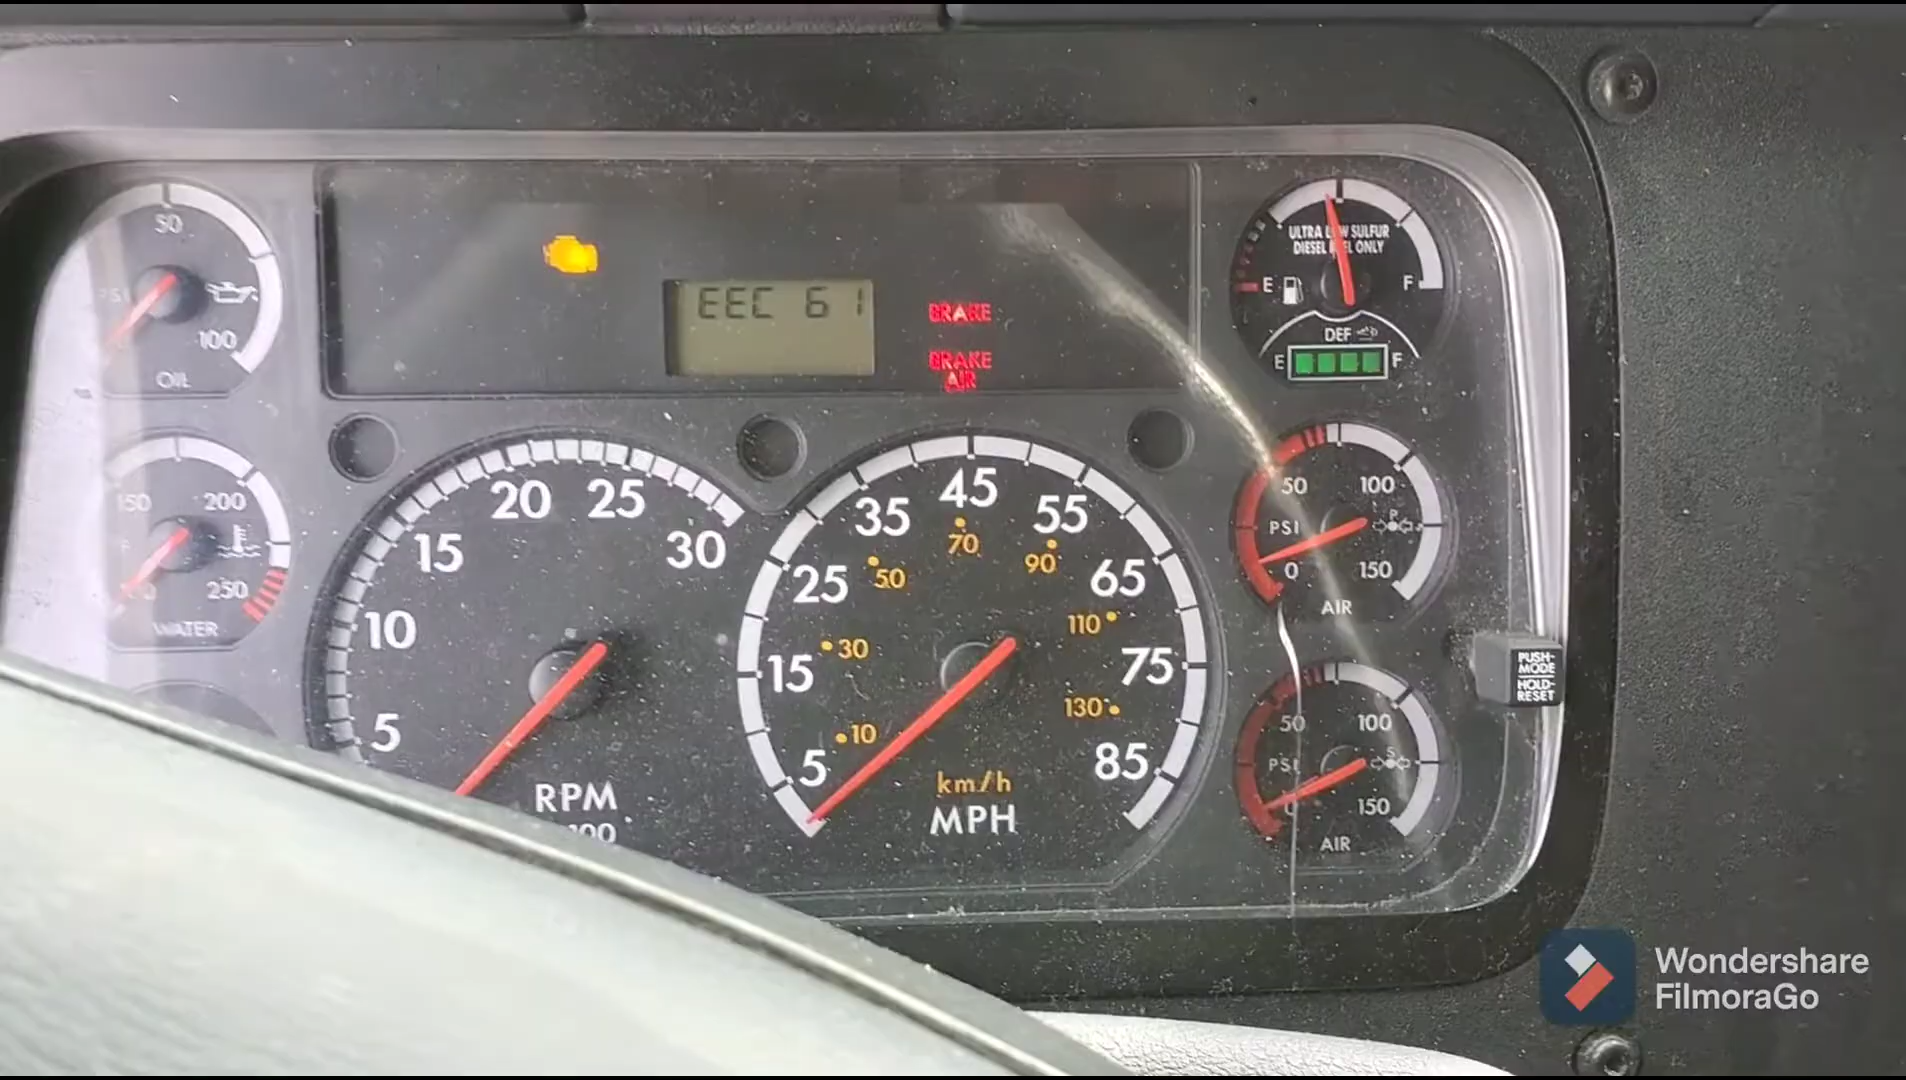 50
PSI
100
OIL
EEC 61
BRAKE
BRAKE
AIR
ULTRA LOW SULFUR
DIESEL FUEL ONLY
E
F
DEF
E
F
150
200
250
WATER
5
10
15
20
25
30
RPM
100
5
15
25
35
45
55
65
75
85
10
30
50
70
90
110
130
km/h
MPH
50
100
PSI
P
0
150
AIR
50
100
PSI
S
0
150
AIR
PUSH-
MODE
HOLD-
RESET
Wondershare
FilmoraGo